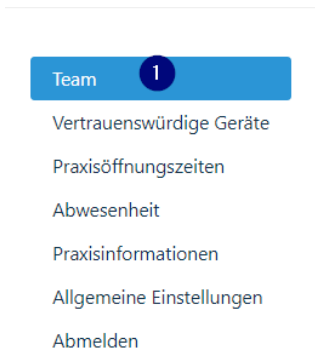 Team 1
Vertrauenswürdige Geräte
Praxisöffnungszeiten
Abwesenheit
Praxisinformationen
Allgemeine Einstellungen
Abmelden